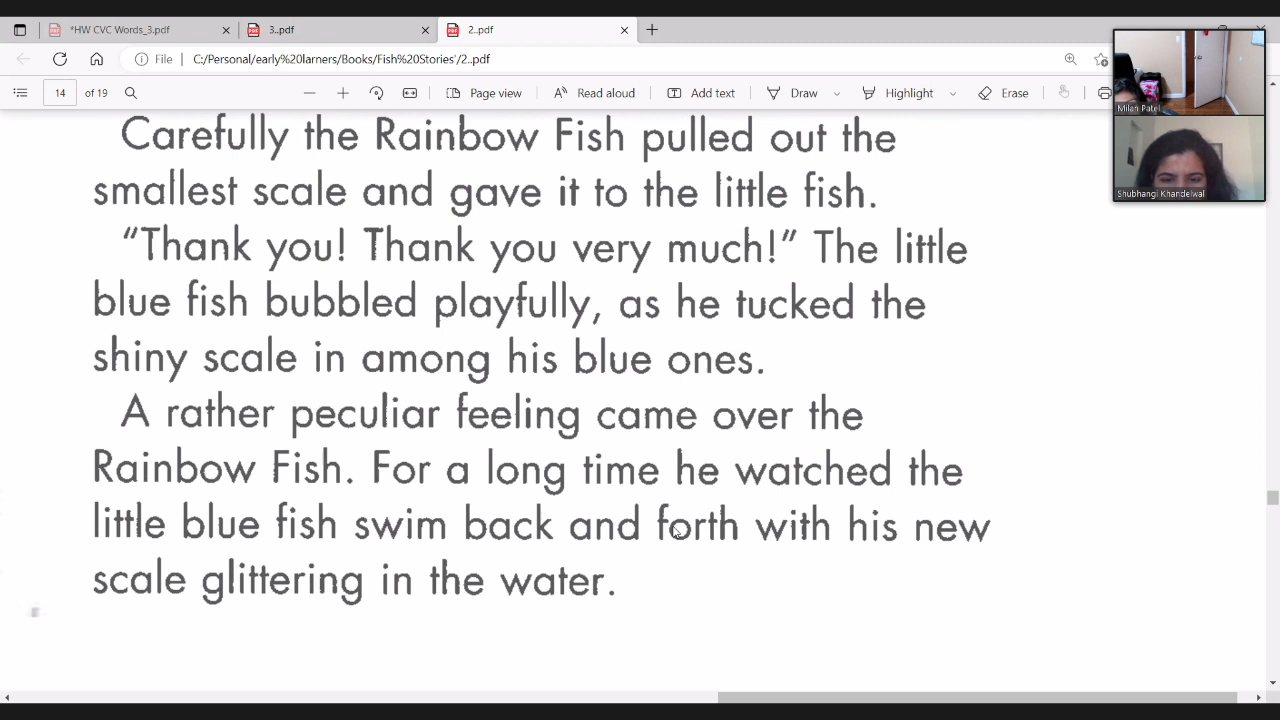 *HW CVC Words_3.pdf
3..pdf
2..pdf
File
C:/Personal/early%20larners/Books/Fish%20Stories'/2..pdf
14 of 19
Page view
Read aloud
Add text
Draw
Highlight
Erase
Milan Patel
Shubhangi Khandelwal
Carefully the Rainbow Fish pulled out the
smallest scale and gave it to the little fish.
“Thank you! Thank you very much!” The little
blue fish bubbled playfully, as he tucked the
shiny scale in among his blue ones.
A rather peculiar feeling came over the
Rainbow Fish. For a long time he watched the
little blue fish swim back and forth with his new
scale glittering in the water.